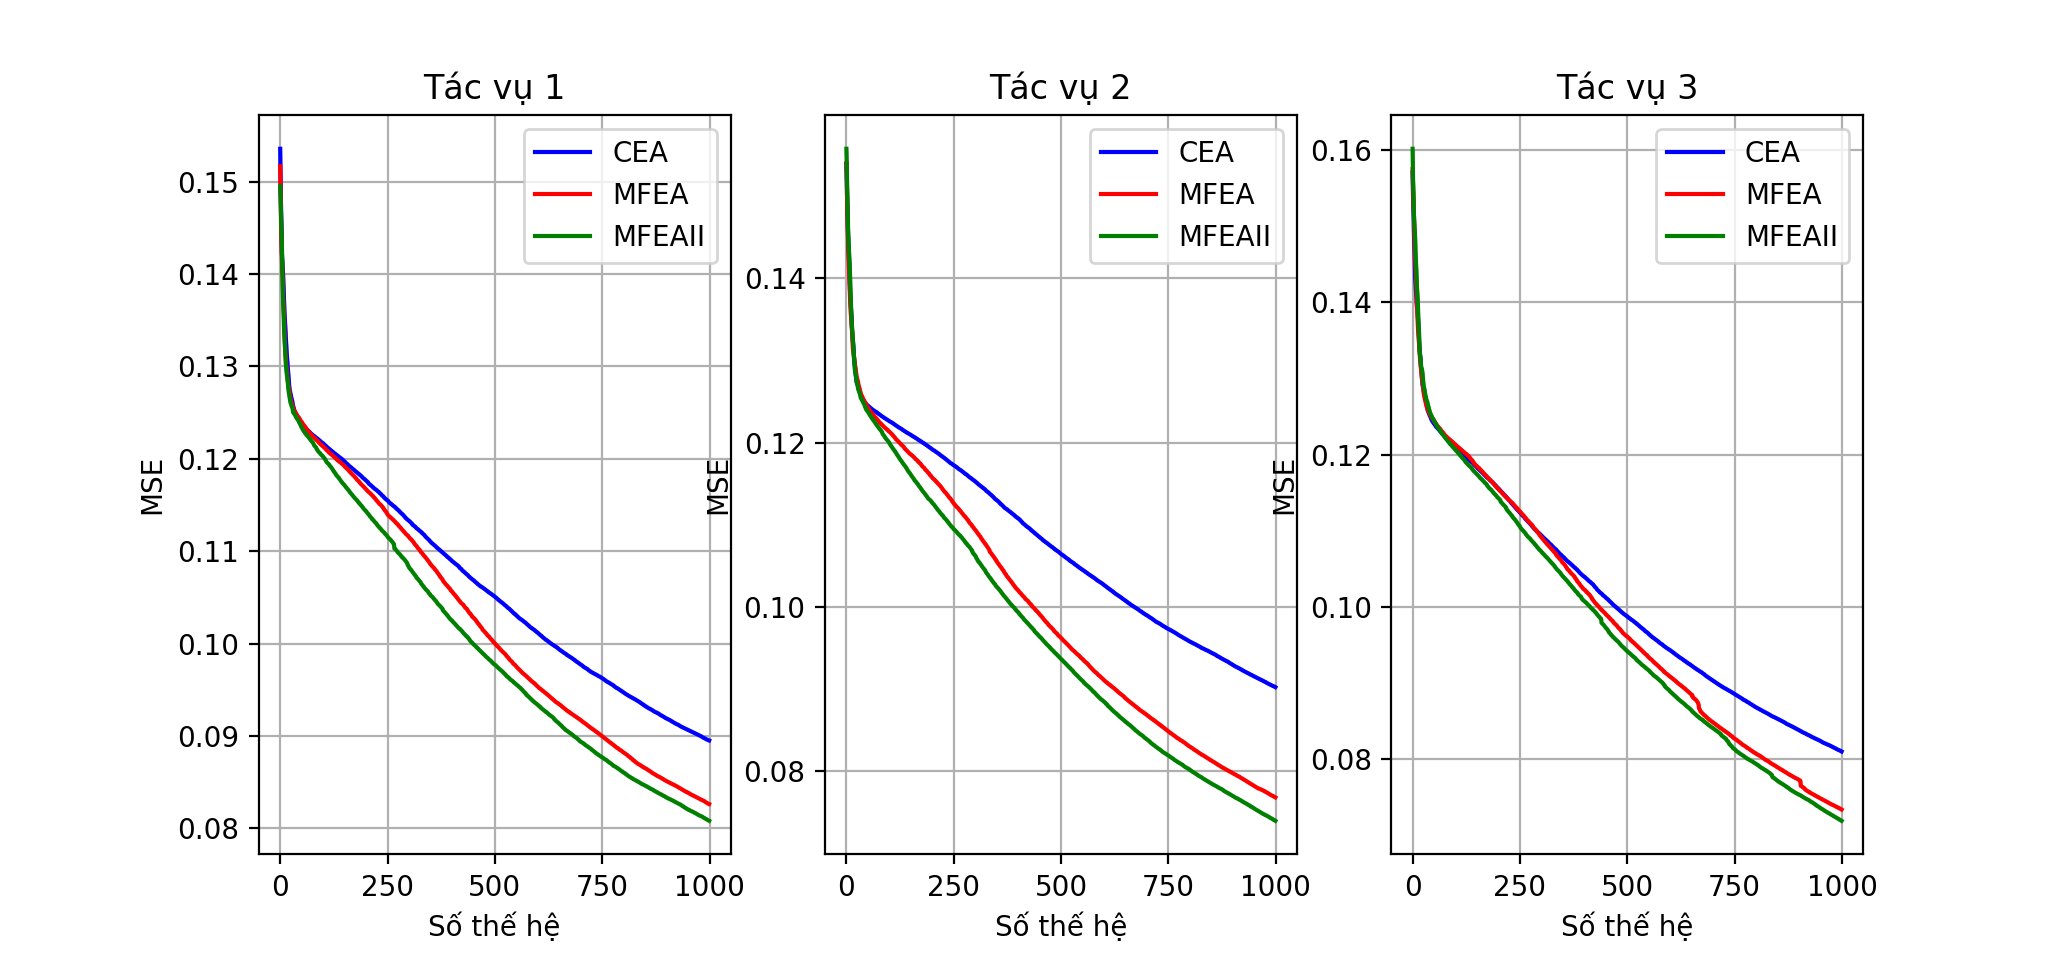 Tác vụ 1
MSE
0.15
0.14
0.13
0.12
0.11
0.10
0.09
0.08
CEA
MFEA
MFEAII
0 250 500 750 1000
Số thế hệ
Tác vụ 2
MSE
0.14
0.12
0.10
0.08
CEA
MFEA
MFEAII
0 250 500 750 1000
Số thế hệ
Tác vụ 3
MSE
0.16
0.14
0.12
0.10
0.08
CEA
MFEA
MFEAII
0 250 500 750 1000
Số thế hệ